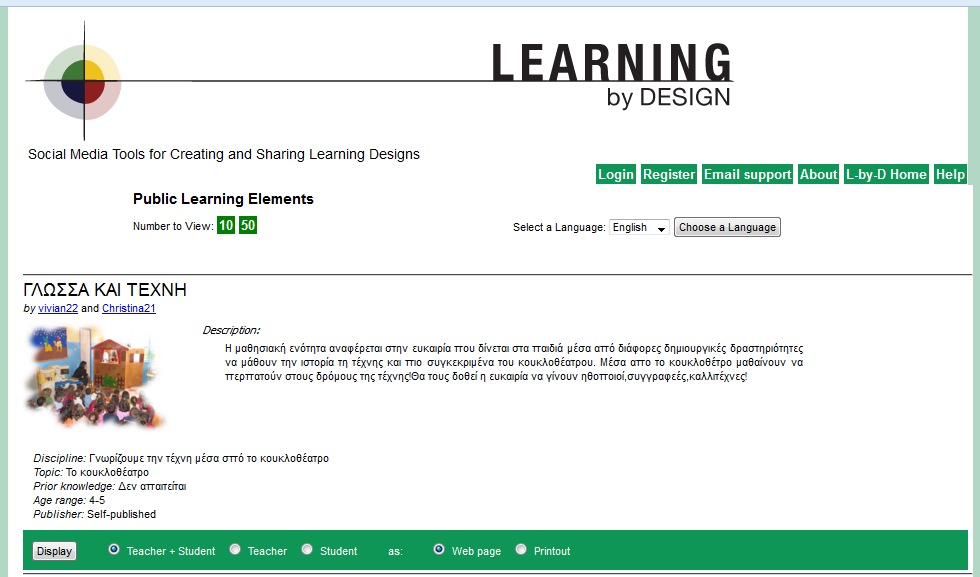 LEARNING
by DESIGN
Social Media Tools for Creating and Sharing Learning Designs
Login Register Email support About L-by-D Home Help
Public Learning Elements
Number to View: 10 50
Select a Language: English Choose a Language
ΓΛΩΣΣΑ ΚΑΙ ΤΕΧΝΗ
by vivian22 and Christina21
Description:
Η μαθησιακή ενότητα αναφέρεται στην ευκαιρία που δίνεται στα παιδιά μέσα από διάφορες δημιουργικές δραστηριότητες
να μάθουν την ιστορία τη τέχνης και πιο συγκεκριμένα του κουκλοθέατρου. Μέσα απο το κουκλοθέτρο μαθαίνουν να
περπατούν στους δρόμους της τέχνης!Θα τους δοθεί η ευκαιρία να γίνουν ηθοποιοί,συγγραφεές,καλλιτέχνες!
Discipline: Γνωρίζουμε την τέχνη μέσα σπό το κουκλοθέατρο
Topic: Το κουκλοθέατρο
Prior knowledge: Δεν απαιτείται
Age range: 4-5
Publisher: Self-published
Display Teacher + Student Teacher Student as: Web page Printout